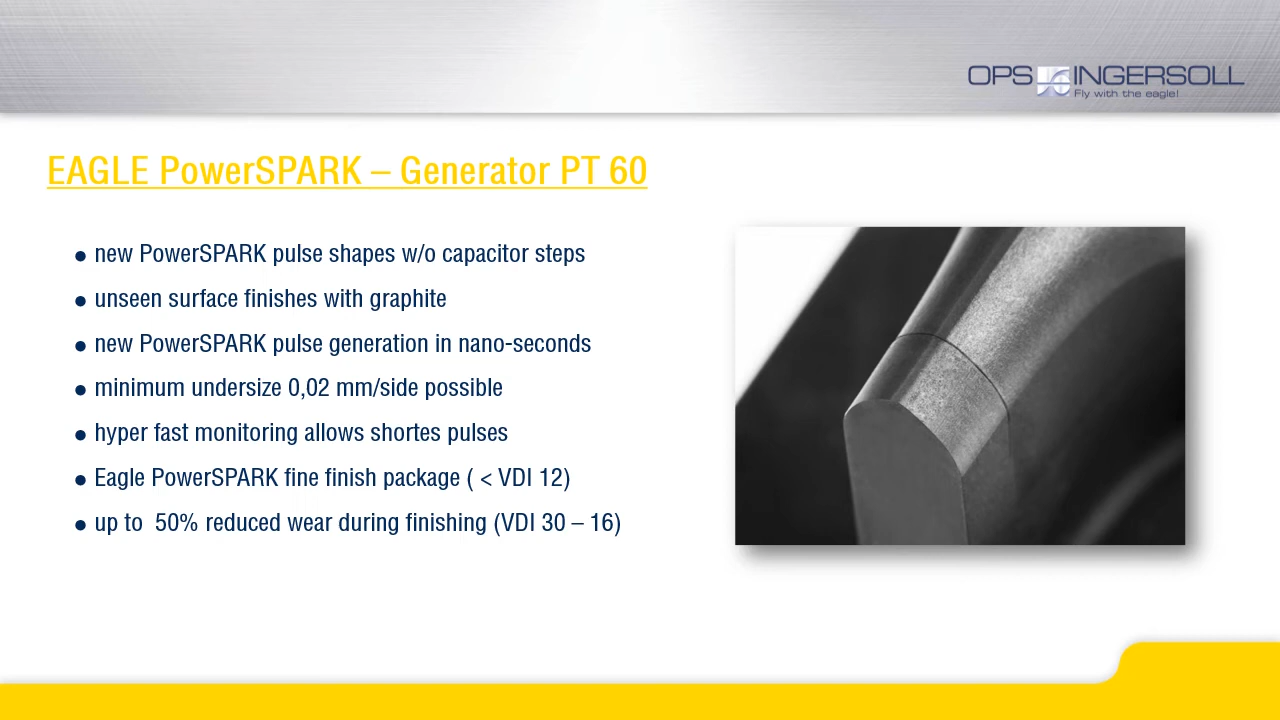 OPS INGERSOLL
Fly with the eagle!
EAGLE PowerSPARK – Generator PT 60
● new PowerSPARK pulse shapes w/o capacitor steps
● unseen surface finishes with graphite
● new PowerSPARK pulse generation in nano-seconds
● minimum undersize 0,02 mm/side possible
● hyper fast monitoring allows shortes pulses
● Eagle PowerSPARK fine finish package ( < VDI 12)
● up to  50% reduced wear during finishing (VDI 30 – 16)